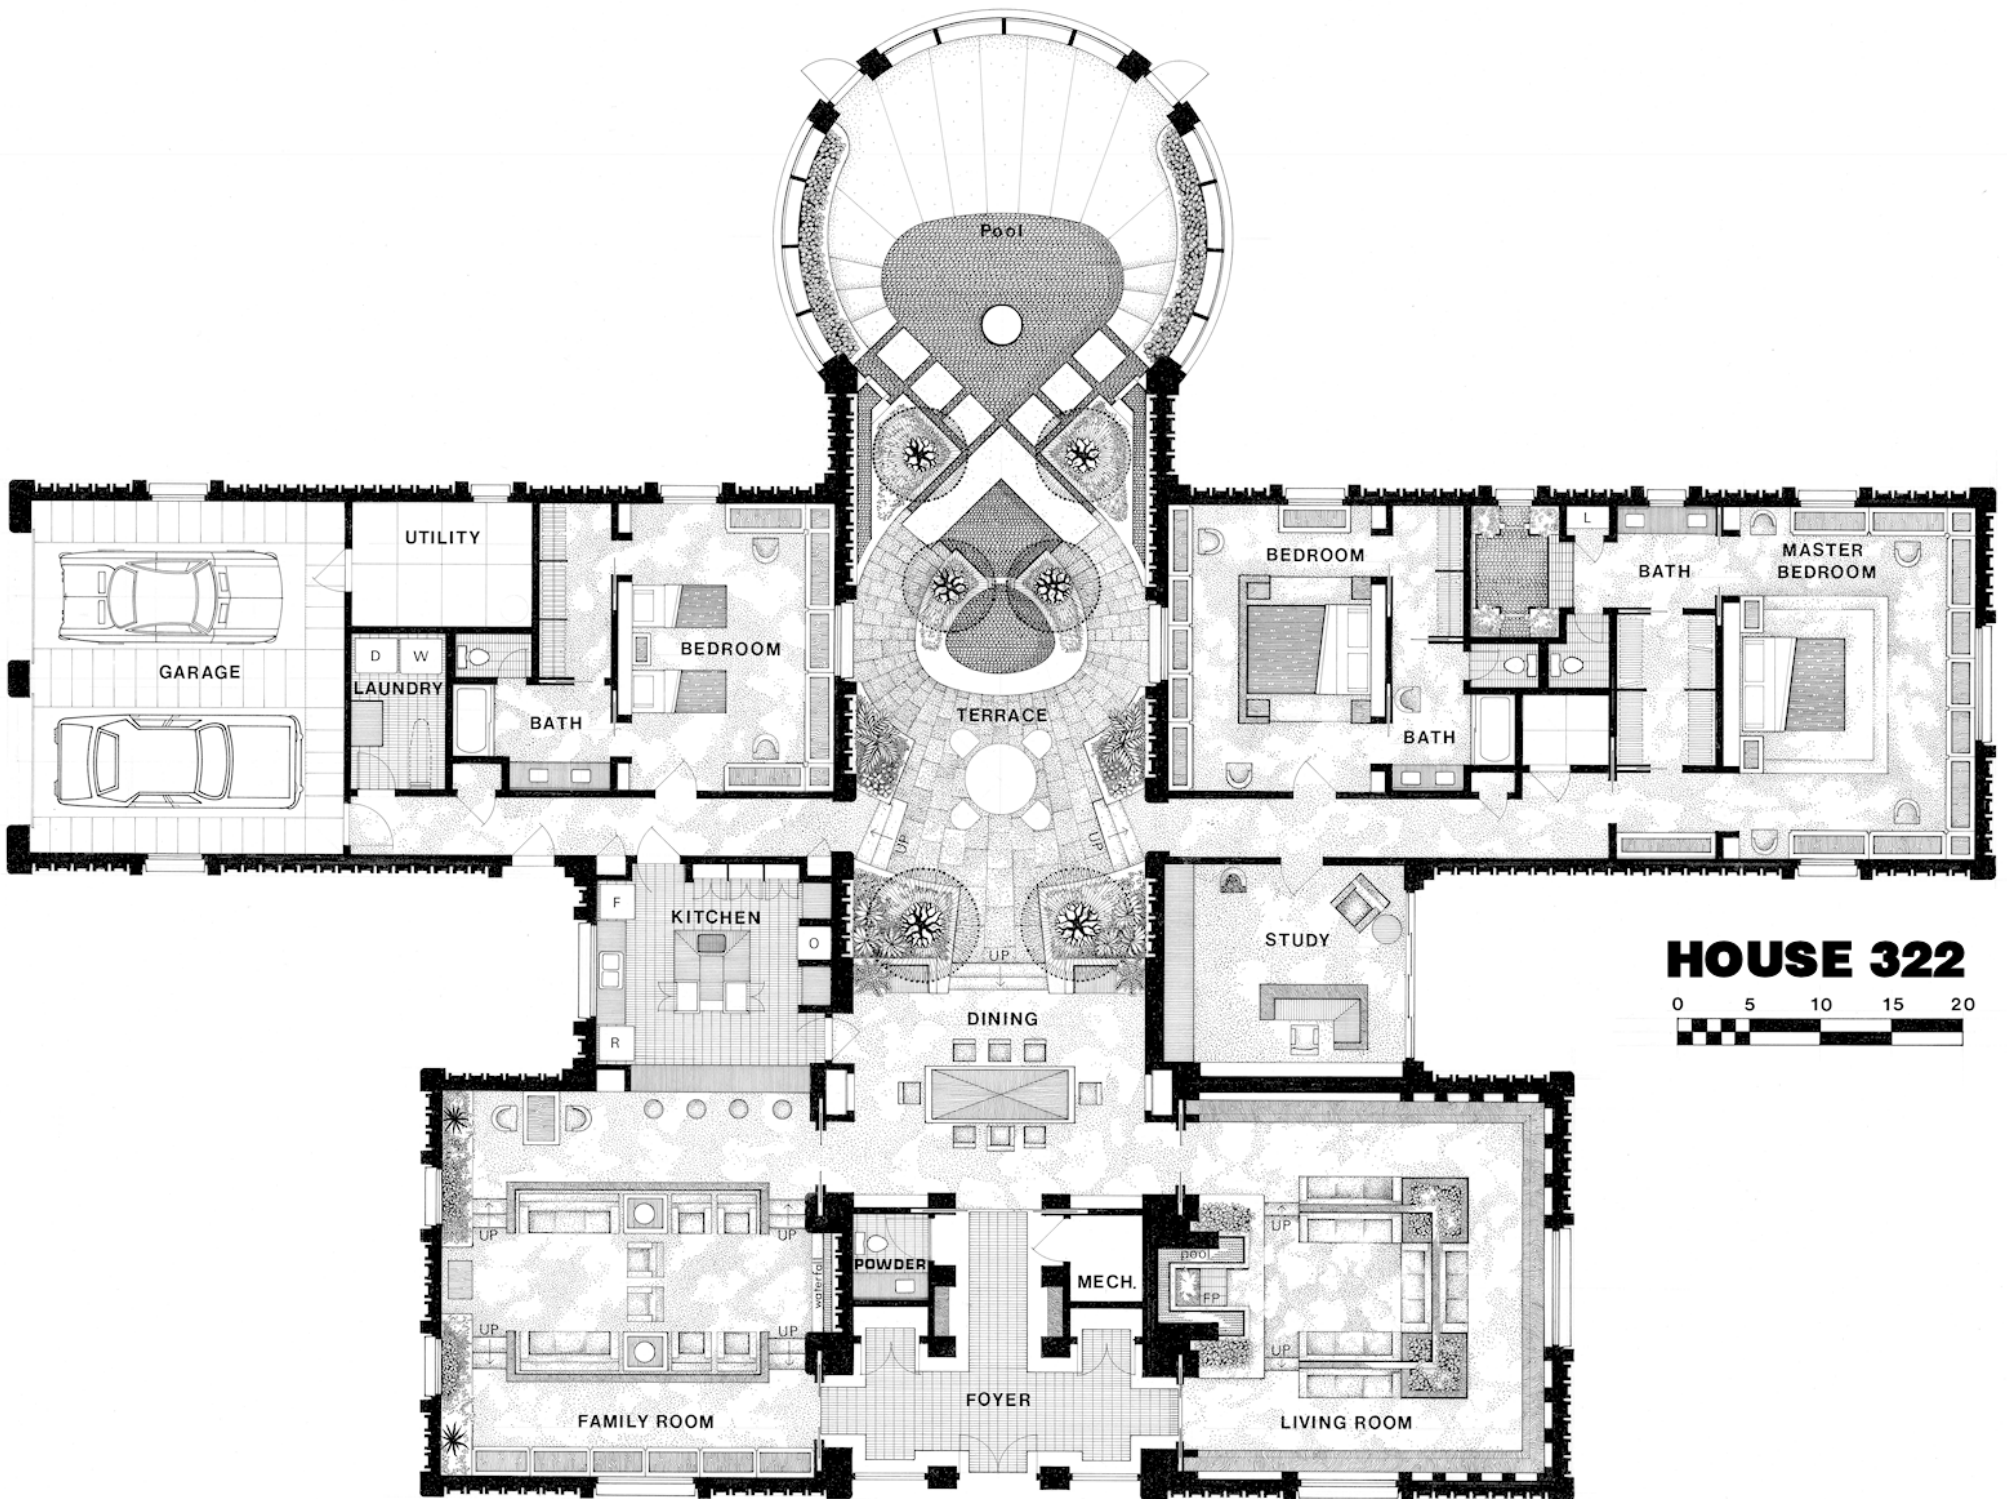 Pool
UTILITY
BEDROOM
MASTER
BEDROOM
L
BATH
D
W
GARAGE
LAUNDRY
BEDROOM
BATH
TERRACE
BATH
UP
UP
F
KITCHEN
O
R
UP
STUDY
HOUSE 322
0 5 10 15 20
DINING
UP
UP
UP
UP
waterfal
POWDER
MECH.
UP
pool
FP
UP
FAMILY ROOM
FOYER
LIVING ROOM